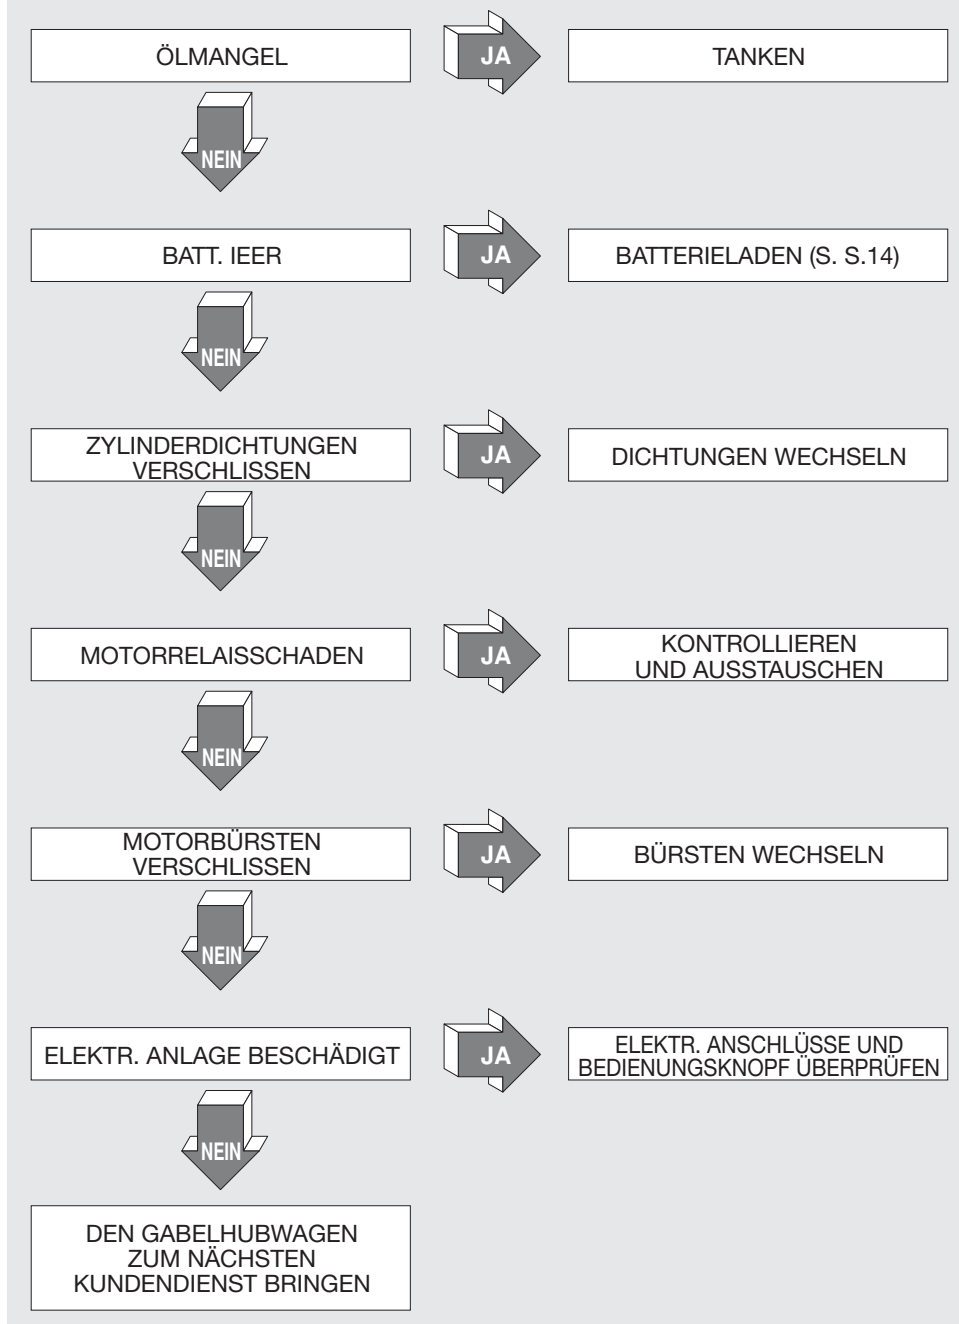 ÖLMANGEL
JA
TANKEN
NEIN
BATT. IEER
JA
BATTERIELADEN (S. S.14)
NEIN
ZYLINDERDICHTUNGEN
VERSCHLISSEN
JA
DICHTUNGEN WECHSELN
NEIN
MOTORRELAISSCHADEN
JA
KONTROLLIEREN
UND AUSSTAUSCHEN
NEIN
MOTORBÜRSTEN
VERSCHLISSEN
JA
BÜRSTEN WECHSELN
NEIN
ELEKTR. ANLAGE BESCHÄDIGT
JA
ELEKTR. ANSCHLÜSSE UND
BEDIENUNGSKNOPF ÜBERPRÜFEN
NEIN
DEN GABELHUBWAGEN
ZUM NÄCHSTEN
KUNDENDIENST BRINGEN